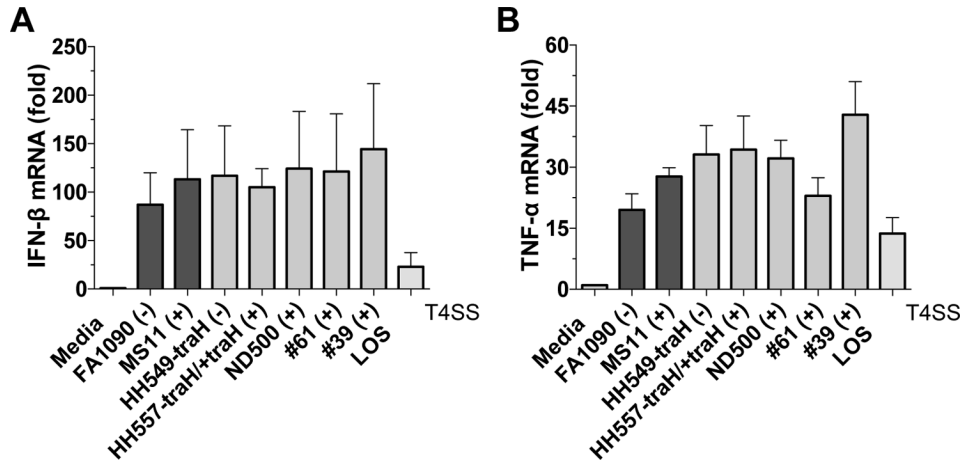 A
IFN-β mRNA (fold)
250
200
150
100
50
0
Media
FA1090 (-)
MS11 (+)
HH549-traH (-)
HH557-traH/+traH (+)
ND500 (+)
#61 (+)
#39 (+)
LOS
T4SS
B
TNF-α mRNA (fold)
60
45
30
15
0
Media
FA1090 (-)
MS11 (+)
HH549-traH (-)
HH557-traH/+traH (+)
ND500 (+)
#61 (+)
#39 (+)
LOS
T4SS